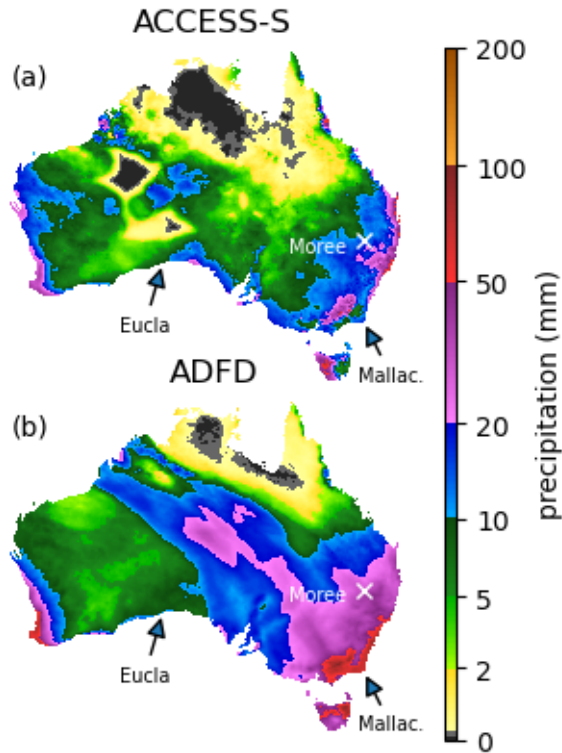 ACCESS-S
(a)
Moree
Eucla
Mallac.
ADFD
(b)
Moree
Eucla
Mallac.
200
100
50
20
10
5
2
0
precipitation (mm)